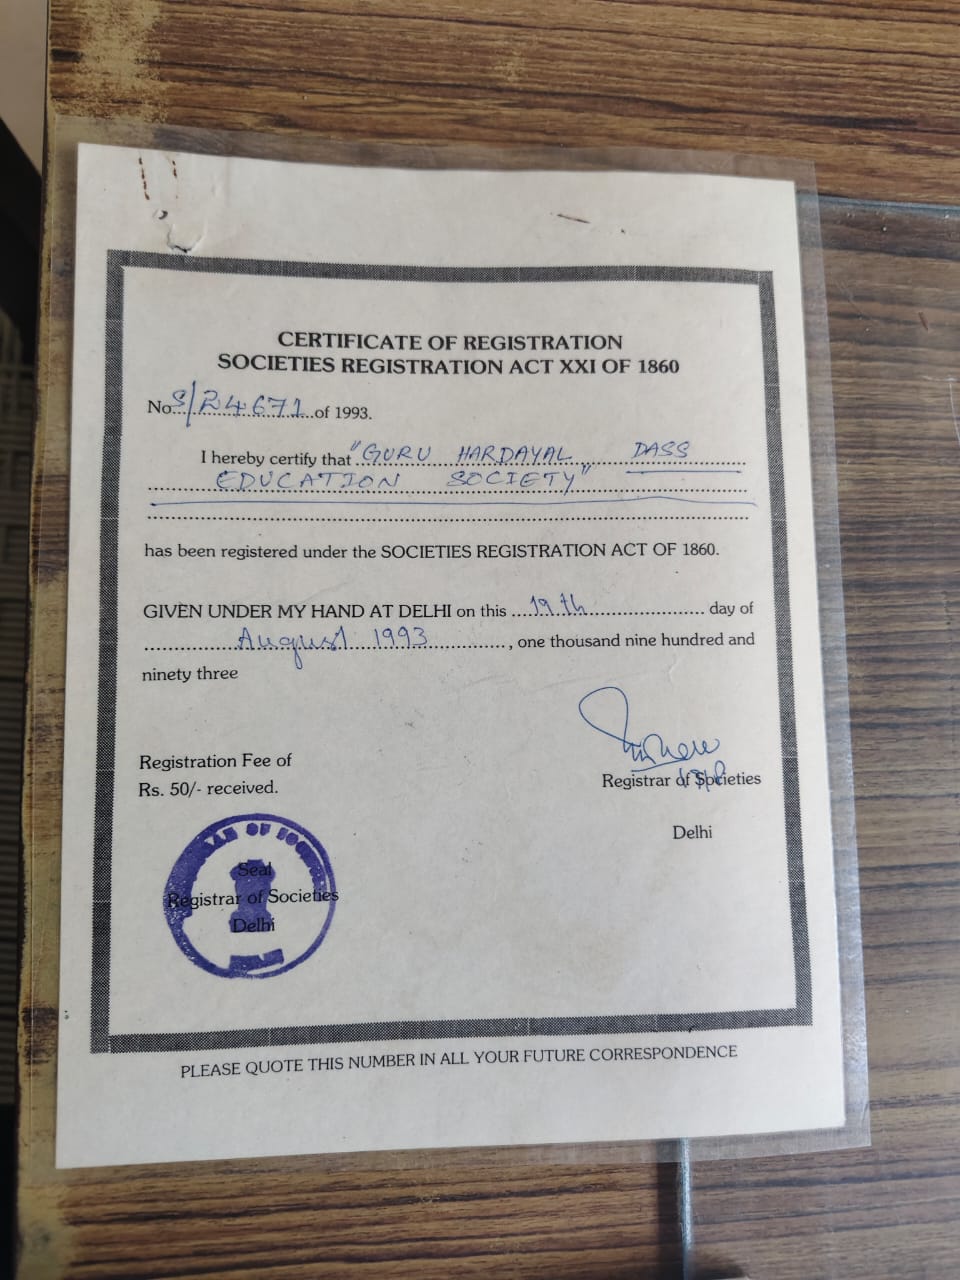 CERTIFICATE OF REGISTRATION
SOCIETIES REGISTRATION ACT XXI OF 1860
No. S/24671 of 1993.
I hereby certify that "GURU HARDAYAL DASS
EDUCATION SOCIETY"
has been registered under the SOCIETIES REGISTRATION ACT OF 1860.
GIVEN UNDER MY HAND AT DELHI on this 19th day of
August 1993, one thousand nine hundred and
ninety three
Registration Fee of
Rs. 50/- received.
Registrar of Societies
Delhi
Seal
Registrar of Societies
Delhi
PLEASE QUOTE THIS NUMBER IN ALL YOUR FUTURE CORRESPONDENCE